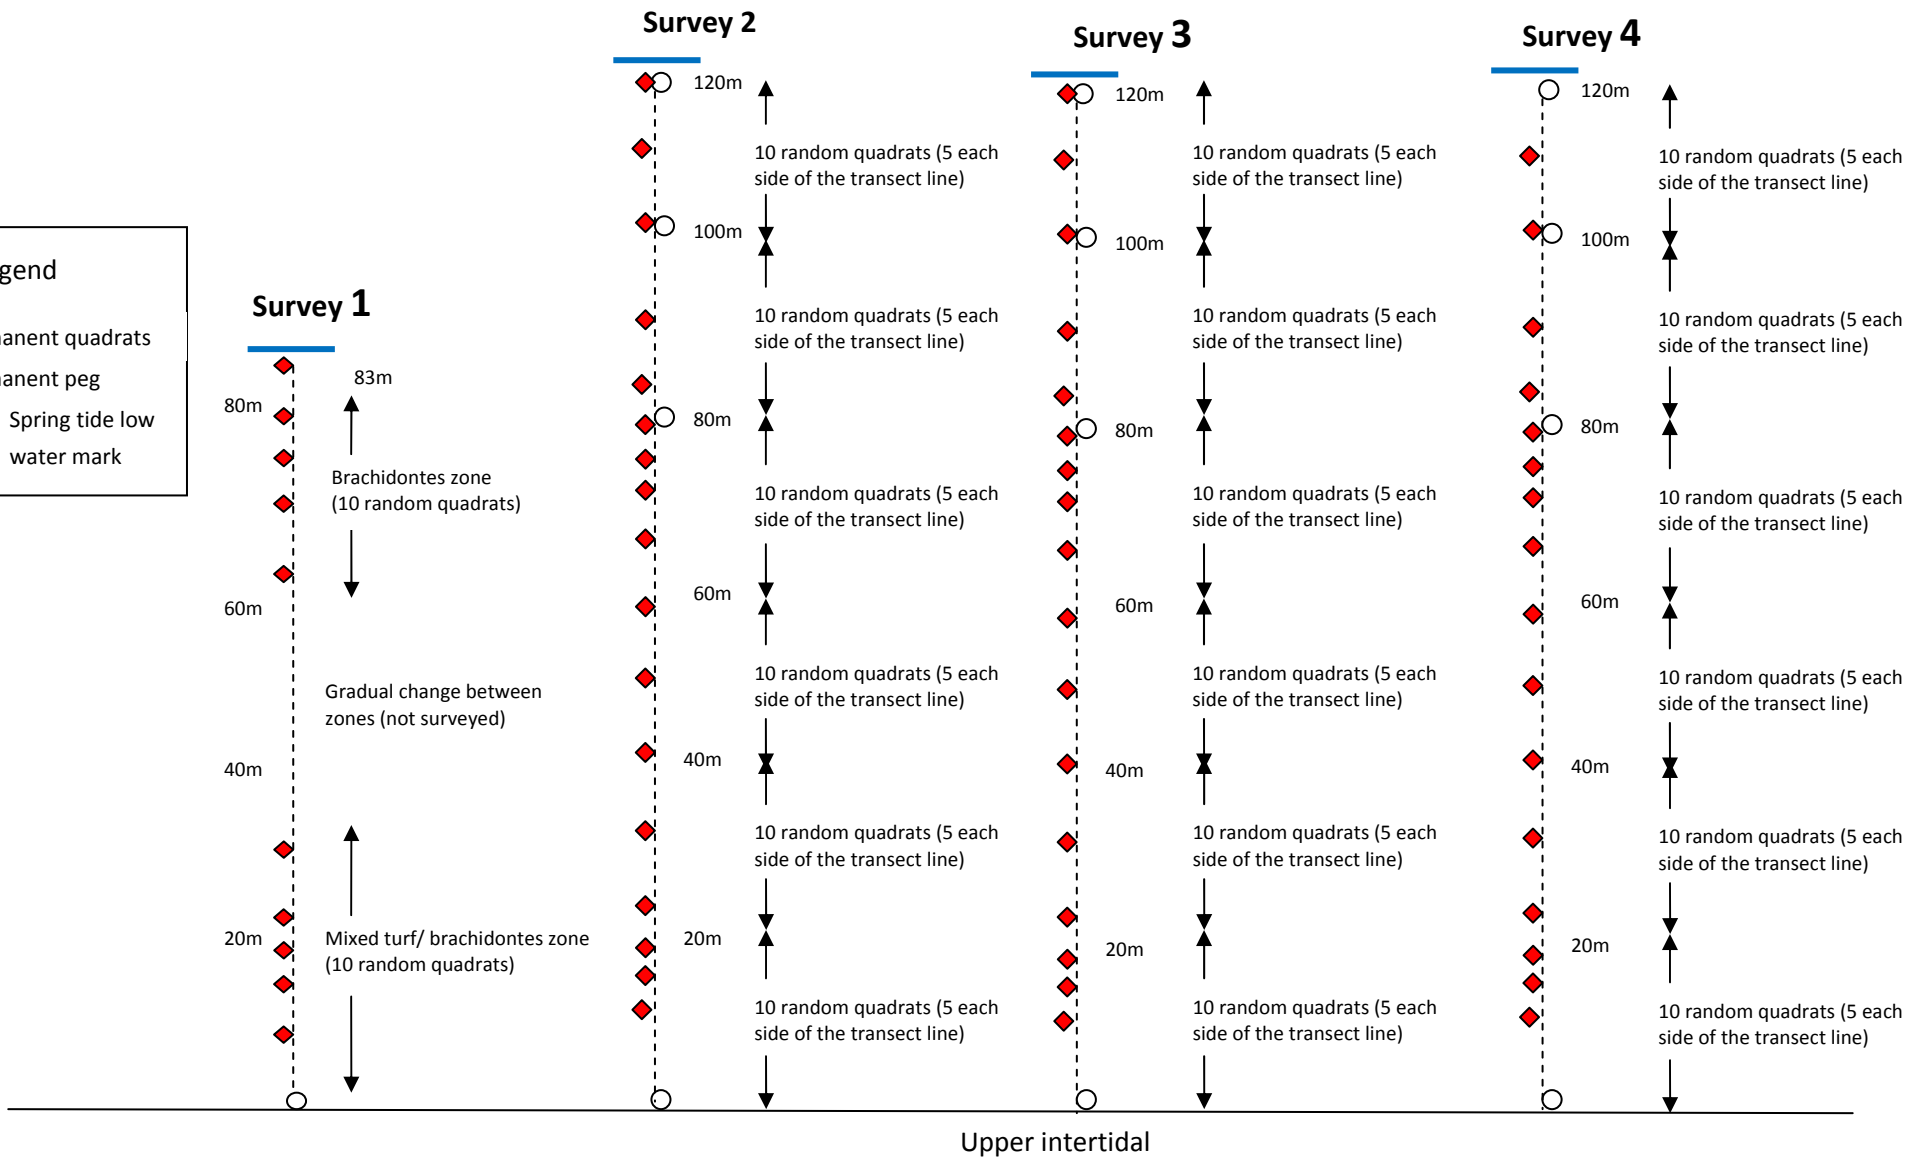 Survey 2
Survey 3
Survey 4
Survey 1
gend
nanent quadrats
nanent peg
Spring tide low
water mark
83m
80m
Brachidontes zone
(10 random quadrats)
60m
Gradual change between
zones (not surveyed)
40m
20m
Mixed turf/ brachidontes zone
(10 random quadrats)
120m
10 random quadrats (5 each
side of the transect line)
100m
10 random quadrats (5 each
side of the transect line)
80m
10 random quadrats (5 each
side of the transect line)
60m
10 random quadrats (5 each
side of the transect line)
40m
10 random quadrats (5 each
side of the transect line)
20m
10 random quadrats (5 each
side of the transect line)
120m
10 random quadrats (5 each
side of the transect line)
100m
10 random quadrats (5 each
side of the transect line)
80m
10 random quadrats (5 each
side of the transect line)
60m
10 random quadrats (5 each
side of the transect line)
40m
10 random quadrats (5 each
side of the transect line)
20m
10 random quadrats (5 each
side of the transect line)
120m
10 random quadrats (5 each
side of the transect line)
100m
10 random quadrats (5 each
side of the transect line)
80m
10 random quadrats (5 each
side of the transect line)
60m
10 random quadrats (5 each
side of the transect line)
40m
10 random quadrats (5 each
side of the transect line)
20m
10 random quadrats (5 each
side of the transect line)
Upper intertidal